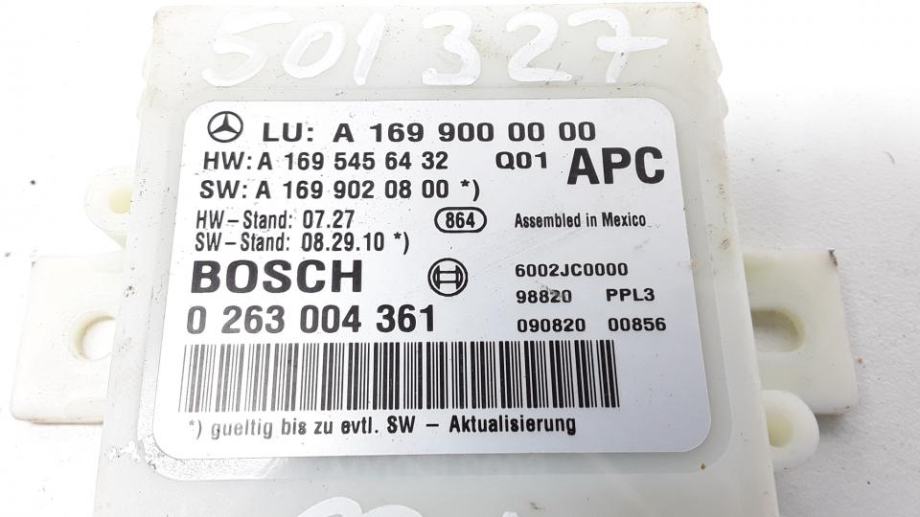 501327
LU: A 169 900 00 00
HW: A 169 545 64 32 Q01 APC
SW: A 169 902 08 00 *)
HW-Stand: 07.27 864 Assembled in Mexico
SW-Stand: 08.29.10 *)
BOSCH 6002JC0000
98820 PPL3
0 263 004 361 090820 00856
*) gueltig bis zu evtl. SW - Aktualisierung